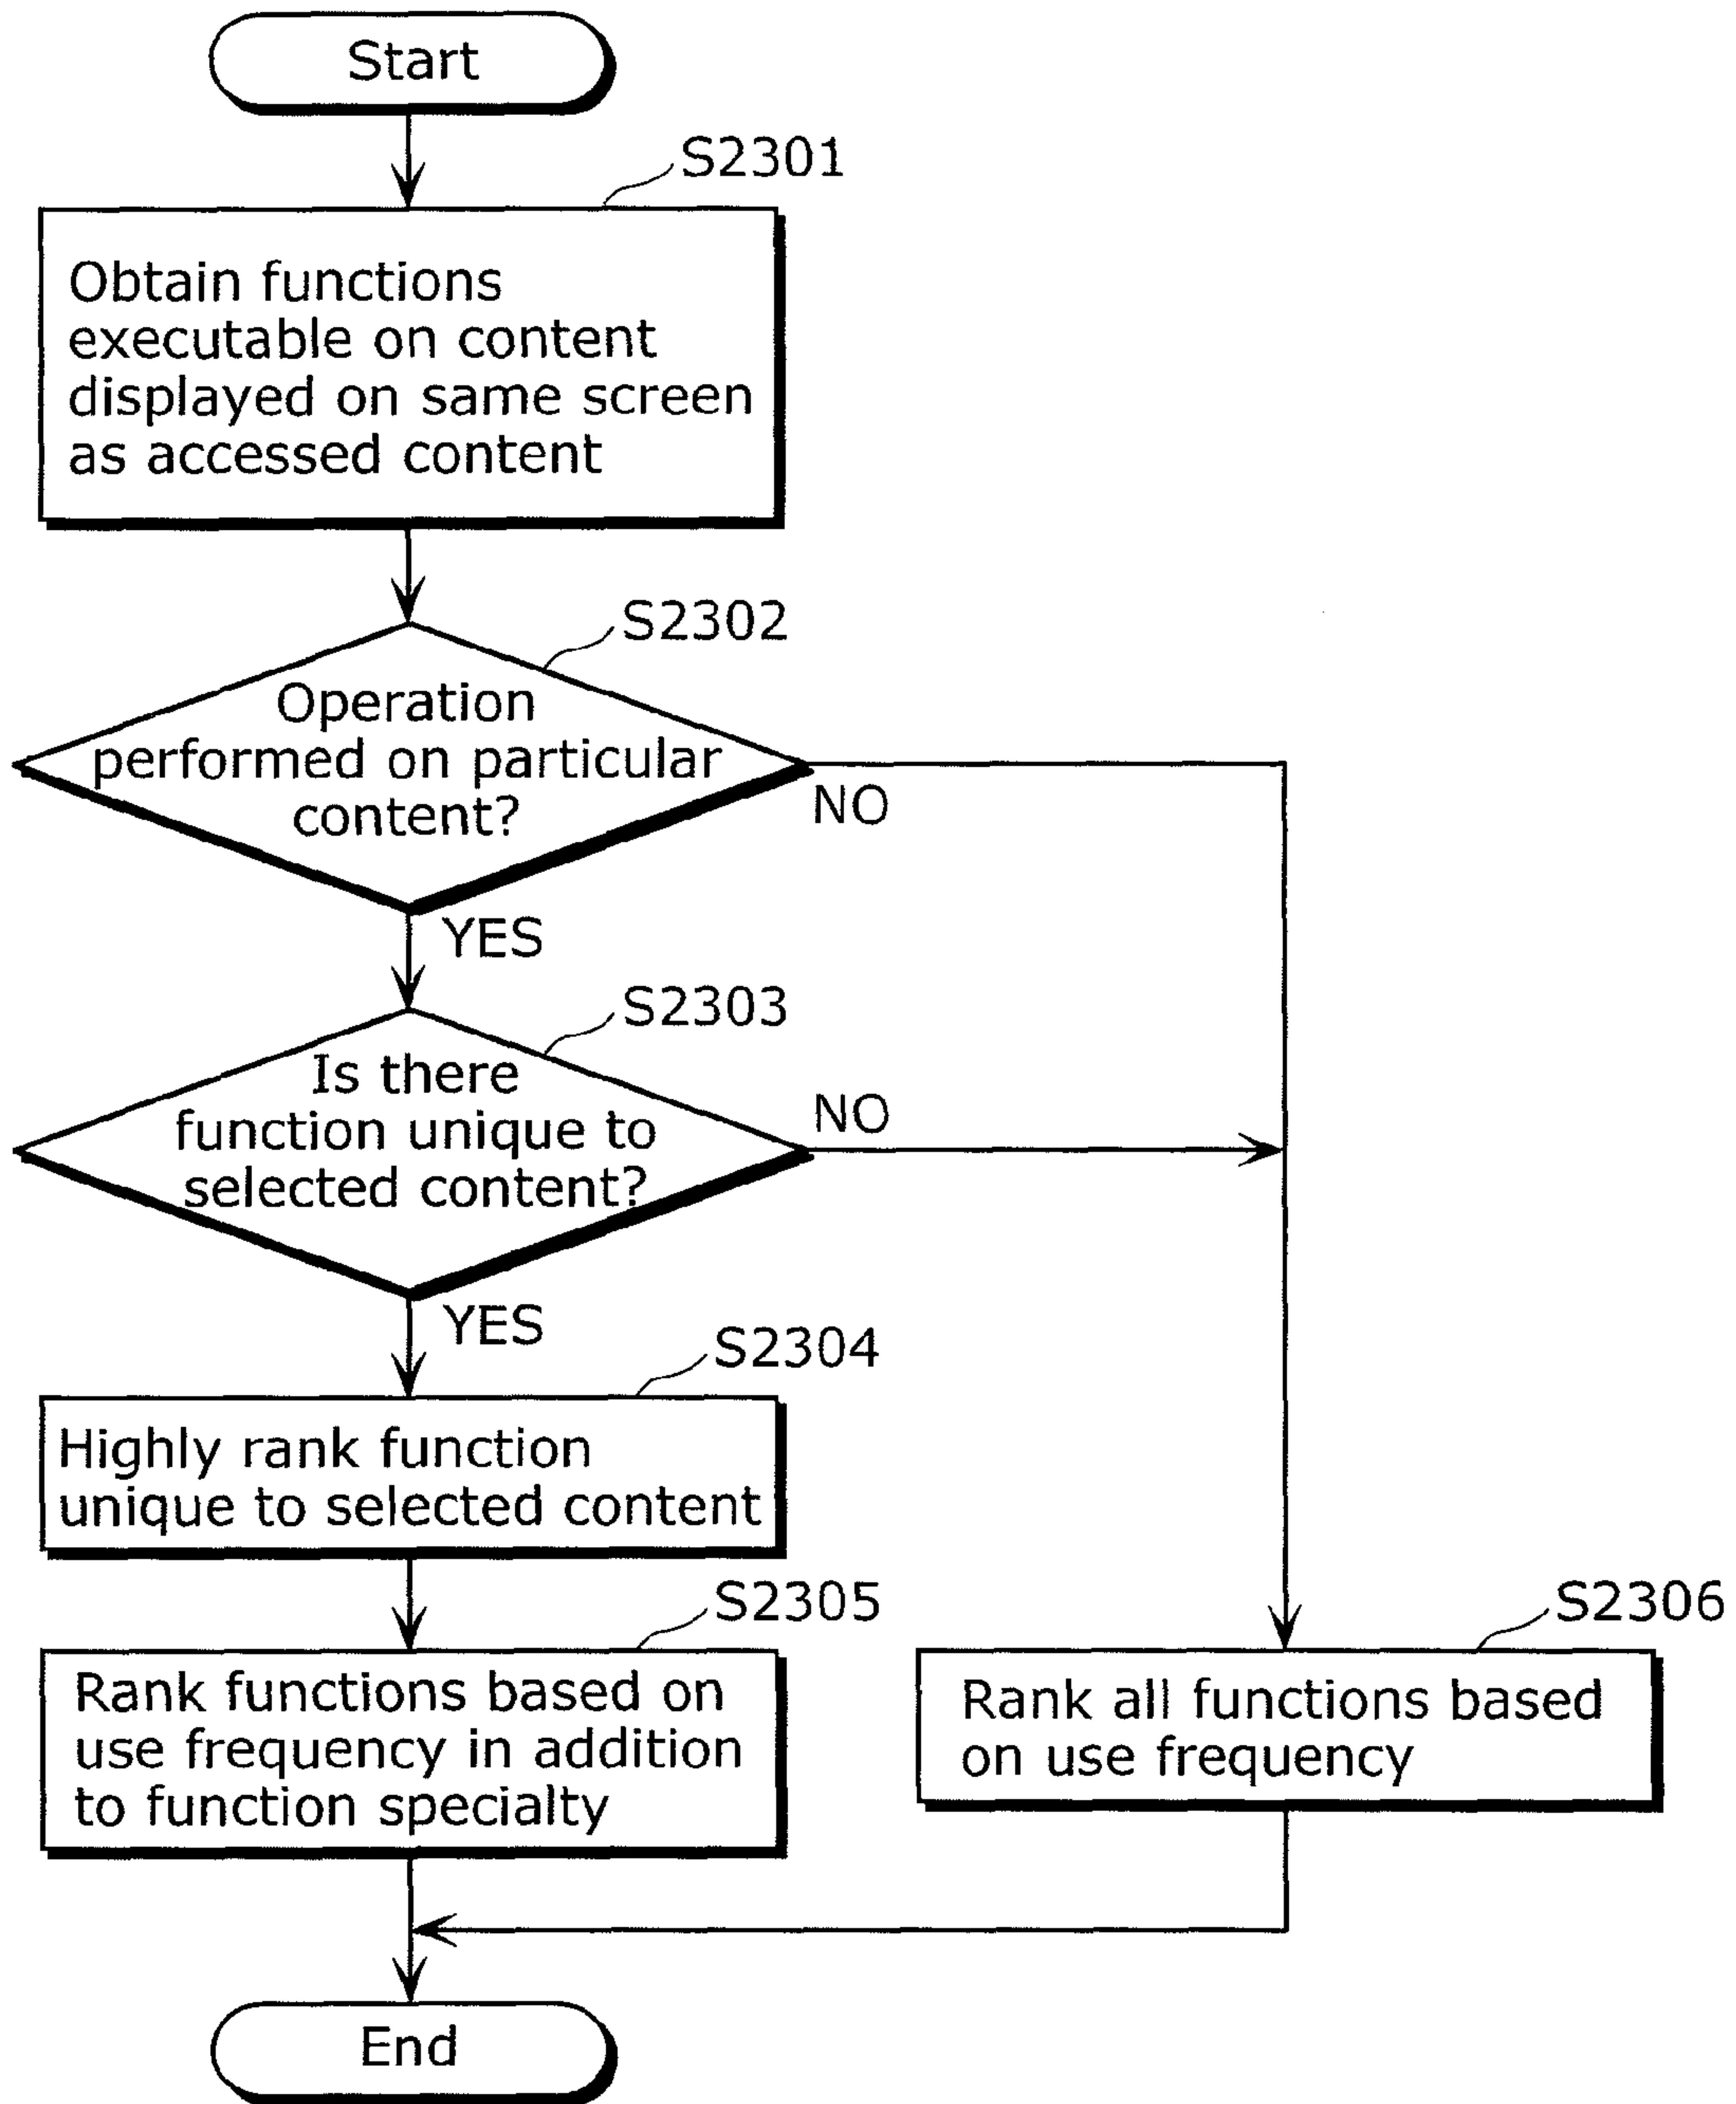 Start
S2301
Obtain functions
executable on content
displayed on same screen
as accessed content
S2302
Operation
performed on particular
content?
NO
YES
S2303
Is there
function unique to
selected content?
NO
YES
S2304
Highly rank function
unique to selected content
S2305
Rank functions based on
use frequency in addition
to function specialty
S2306
Rank all functions based
on use frequency
End